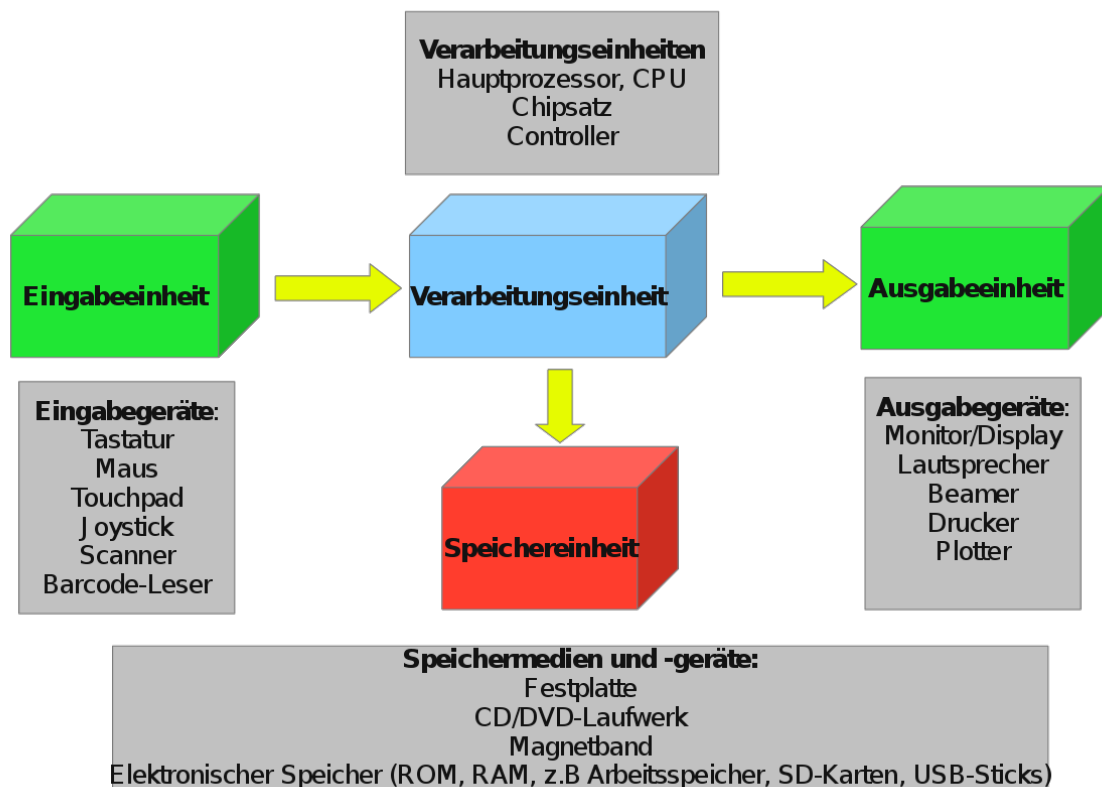 Verarbeitungseinheiten
Hauptprozessor, CPU
Chipsatz
Controller
Eingabeeinheit
Verarbeitungseinheit
Ausgabeeinheit
Eingabegeräte:
Tastatur
Maus
Touchpad
Joystick
Scanner
Barcode-Leser
Ausgabegeräte:
Monitor/Display
Lautsprecher
Beamer
Drucker
Plotter
Speichereinheit
Speichermedien und -geräte:
Festplatte
CD/DVD-Laufwerk
Magnetband
Elektronischer Speicher (ROM, RAM, z.B Arbeitsspeicher, SD-Karten, USB-Sticks)